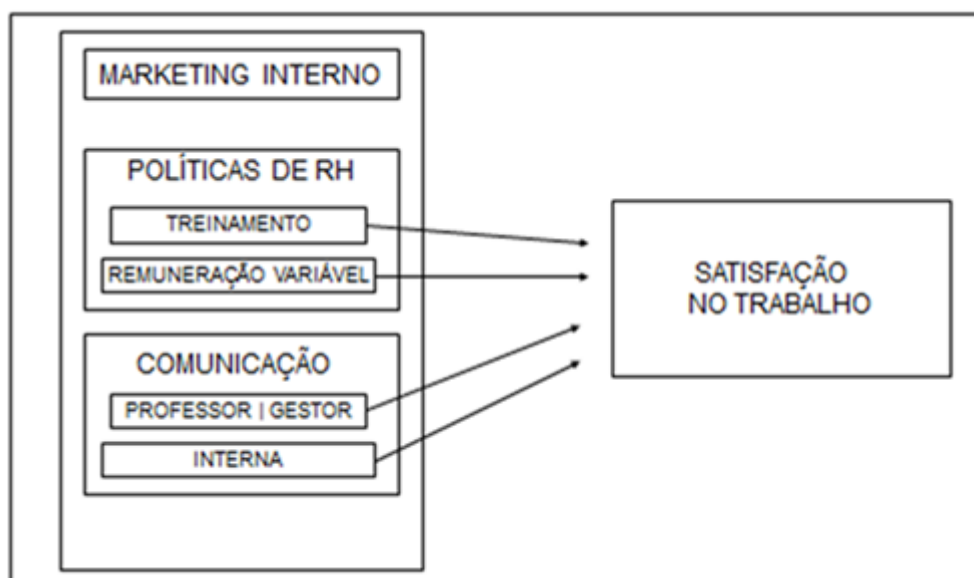 MARKETING INTERNO
POLÍTICAS DE RH
TREINAMENTO
REMUNERAÇÃO VARIÁVEL
COMUNICAÇÃO
PROFESSOR | GESTOR
INTERNA
SATISFAÇÃO
NO TRABALHO